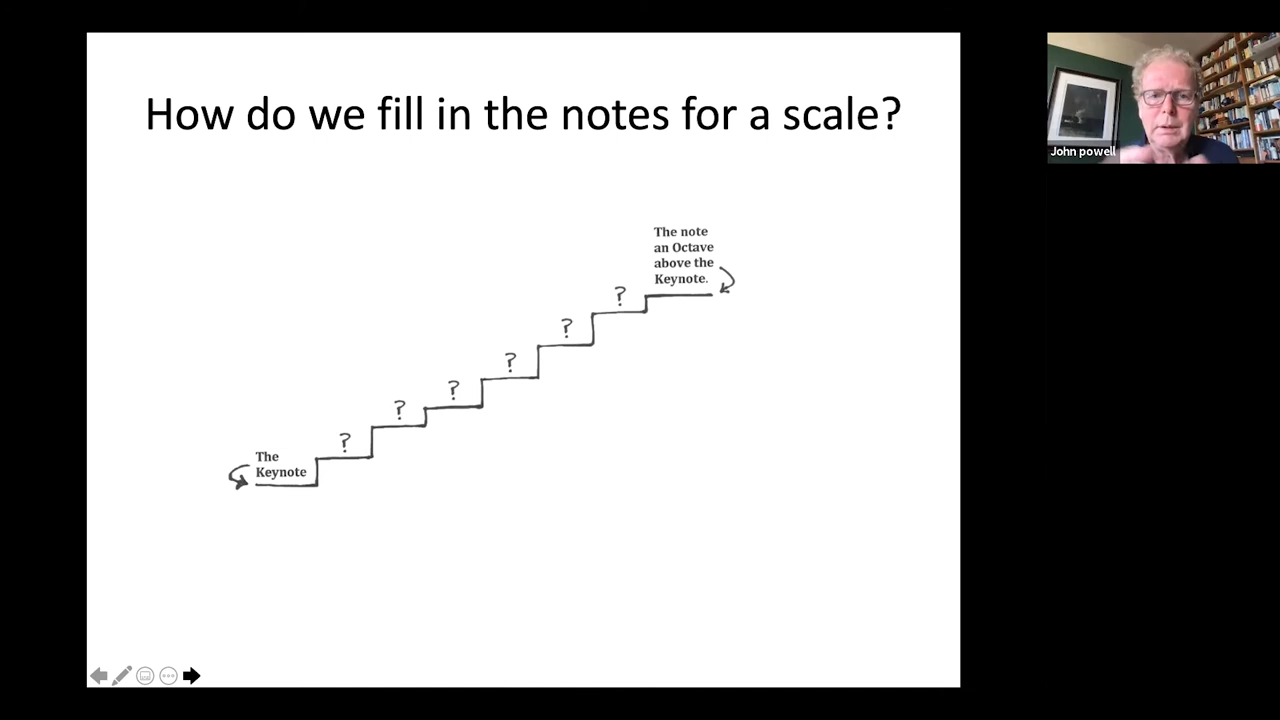 How do we fill in the notes for a scale?
The note
an Octave
above the
Keynote.
?
?
?
?
?
?
The
Keynote
John powell